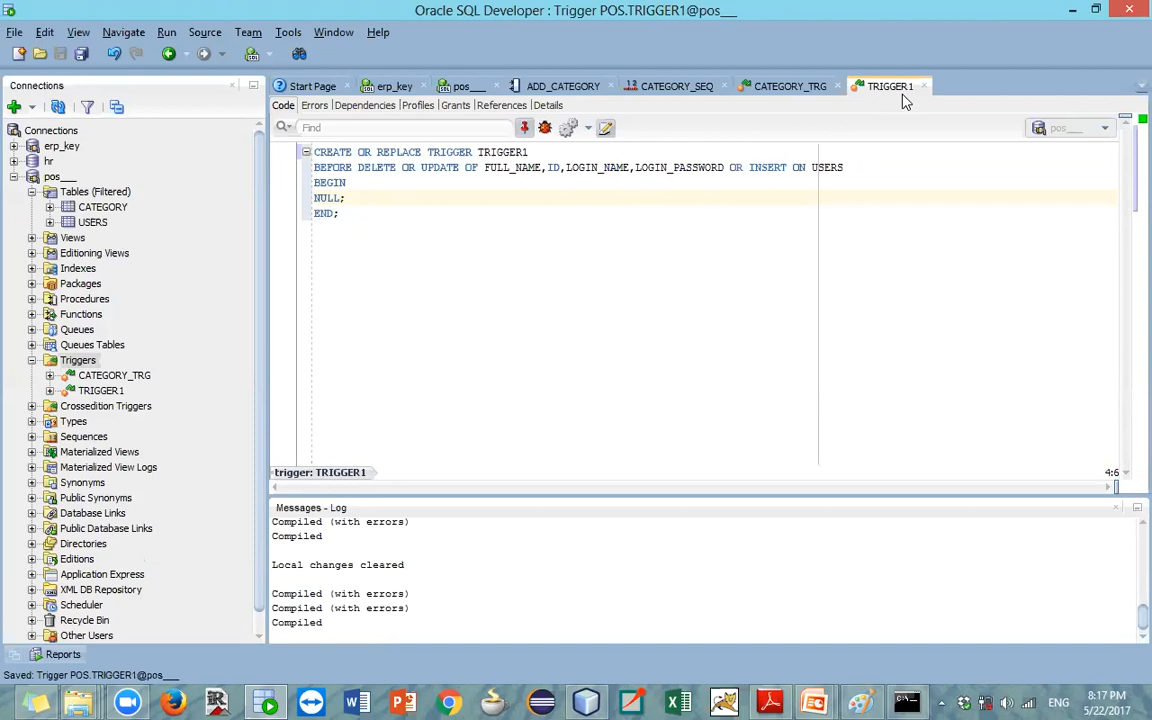 Oracle SQL Developer : Trigger POS.TRIGGER1@pos___
File Edit View Navigate Run Source Team Tools Window Help
Connections
Start Page erp_key pos___ ADD_CATEGORY CATEGORY_SEQ CATEGORY_TRG TRIGGER1
Code Errors Dependencies Profiles Grants References Details
Find
pos___
Connections
erp_key
hr
pos___
Tables (Filtered)
CATEGORY
USERS
Views
Editioning Views
Indexes
Packages
Procedures
Functions
Queues
Queues Tables
Triggers
CATEGORY_TRG
TRIGGER1
Crossedition Triggers
Types
Sequences
Materialized Views
Materialized View Logs
Synonyms
Public Synonyms
Database Links
Public Database Links
Directories
Editions
Application Express
XML DB Repository
Scheduler
Recycle Bin
Other Users
Reports
CREATE OR REPLACE TRIGGER TRIGGER1
BEFORE DELETE OR UPDATE OF FULL_NAME,ID,LOGIN_NAME,LOGIN_PASSWORD OR INSERT ON USERS
BEGIN
NULL;
END;
trigger: TRIGGER1
4:6
Messages - Log
Compiled (with errors)
Compiled
Local changes cleared
Compiled (with errors)
Compiled (with errors)
Compiled
Saved: Trigger POS.TRIGGER1@pos___
ENG
8:17 PM
5/22/2017